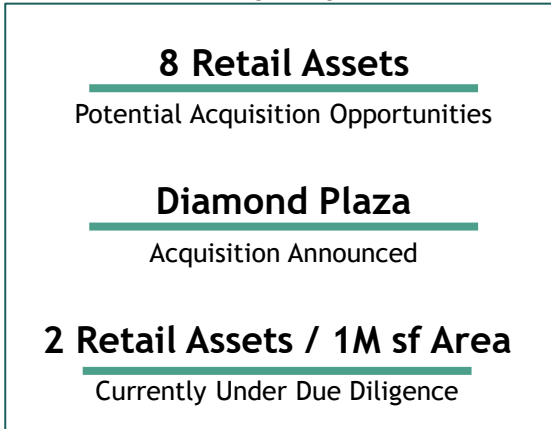 8 Retail Assets
Potential Acquisition Opportunities
Diamond Plaza
Acquisition Announced
2 Retail Assets / 1M sf Area
Currently Under Due Diligence